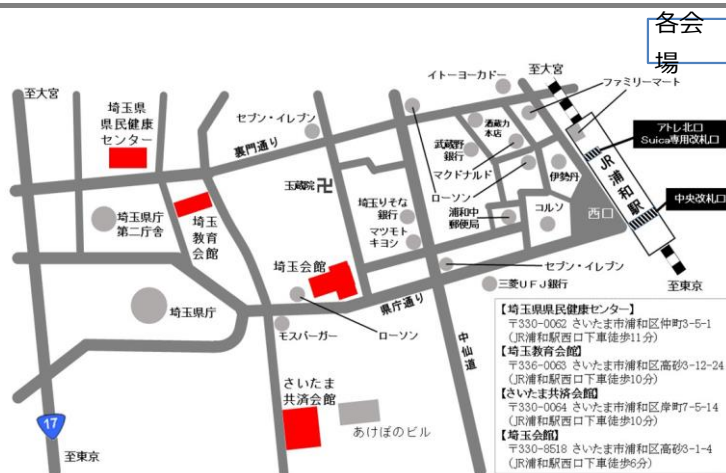 各会
場
至大宮
埼玉県
県民健康
センター
セブン・イレブン
イトーヨーカドー
至大宮
ファミリーマート
酒蔵力
本店
武蔵野
銀行
マクドナルド
ローソン
伊勢丹
アトレ北口
Suica専用改札口
JR浦和駅
中央改札口
裏門通り
玉蔵院
卍
埼玉りそな
銀行
マツモト
キヨシ
浦和中
郵便局
コルソ
西口
埼玉県庁
第二庁舎
埼玉
教育
会館
埼玉会館
セブン・イレブン
至東京
三菱UFJ銀行
県庁通り
埼玉県庁
モスバーガー
ローソン
中仙道
さいたま
共済会館
あけぼのビル
17
至東京
【埼玉県県民健康センター】
〒330-0062 さいたま市浦和区仲町3-5-1
(JR浦和駅西口下車徒歩11分)
【埼玉教育会館】
〒336-0063 さいたま市浦和区高砂3-12-24
(JR浦和駅西口下車徒歩10分)
【さいたま共済会館】
〒330-0064 さいたま市浦和区岸町7-5-14
(JR浦和駅西口下車徒歩10分)
【埼玉会館】
〒330-8518 さいたま市浦和区高砂3-1-4
(JR浦和駅西口下車徒歩6分)